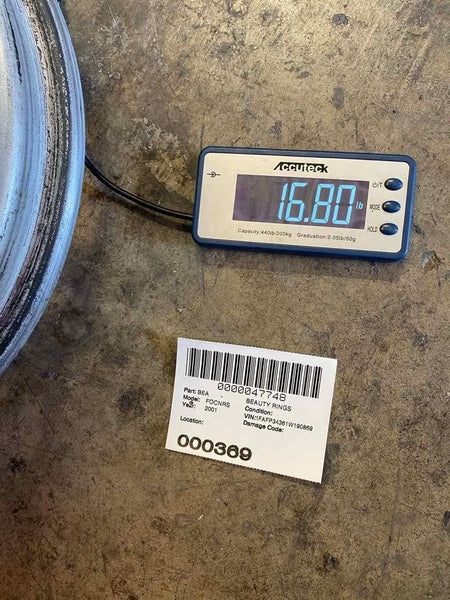 Accuteck
16.80 lb
⏻/T
MODE
HOLD
Capacity:440lb/200kg Graduation:0.05lb/50g
0000047748
Part: BEA - BEAUTY RINGS
Model: FOCNRS Condition:
Year: 2001 VIN:1FAFP34361W190869
Location: Damage Code:
000369